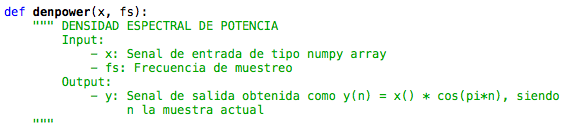 def denpower(x, fs):
""" DENSIDAD ESPECTRAL DE POTENCIA
Input:
- x: Senal de entrada de tipo numpy array
- fs: Frecuencia de muestreo
Output:
- y: Senal de salida obtenida como y(n) = x() * cos(pi*n), siendo
n la muestra actual
"""